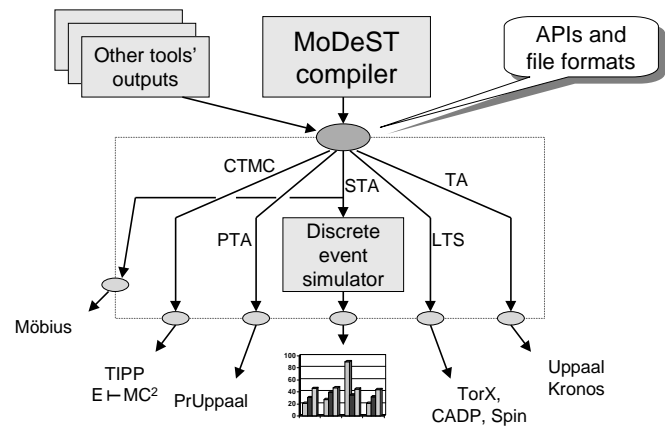 Other tools'
outputs
MoDeST
compiler
APIs and
file formats
CTMC
STA
TA
PTA
Discrete
event
simulator
LTS
Möbius
TIPP
E⊢MC²
PrUppaal
100
80
60
40
20
0
TorX,
CADP, Spin
Uppaal
Kronos